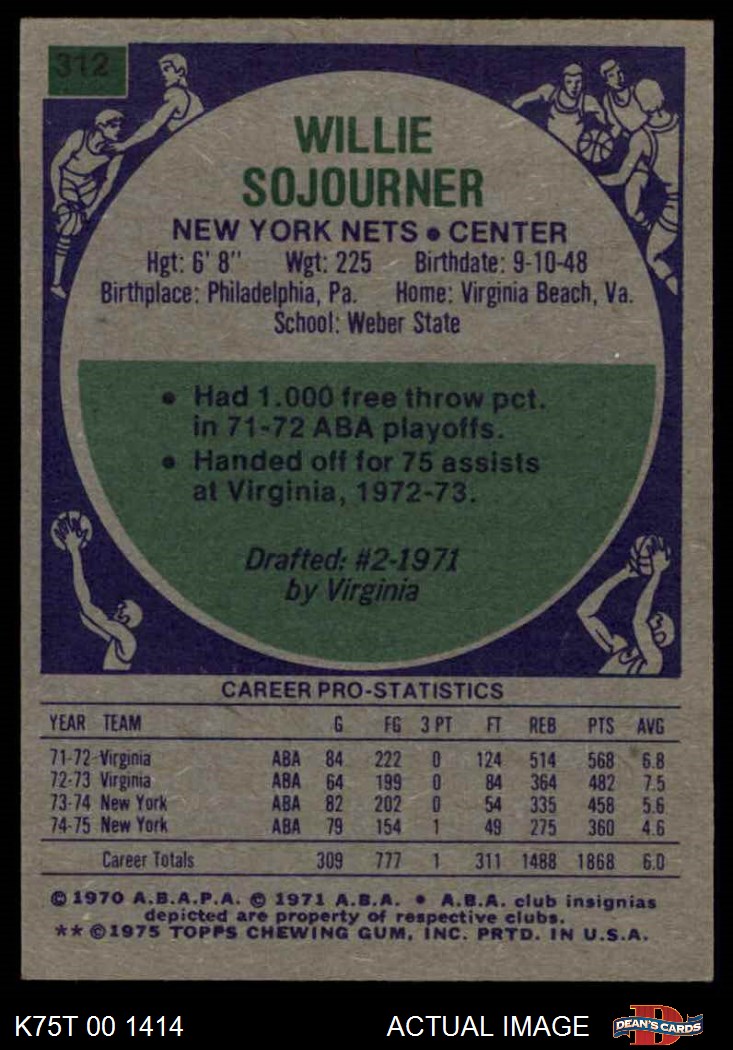 312
WILLIE
SOJOURNER
NEW YORK NETS • CENTER
Hgt: 6' 8" Wgt: 225 Birthdate: 9-10-48
Birthplace: Philadelphia, Pa. Home: Virginia Beach, Va.
School: Weber State
• Had 1.000 free throw pct.
in 71-72 ABA playoffs.
• Handed off for 75 assists
at Virginia, 1972-73.
Drafted: #2-1971
by Virginia
CAREER PRO-STATISTICS
YEAR TEAM G FG 3 PT FT REB PTS AVG
71-72 Virginia ABA 84 222 0 124 514 568 6.8
72-73 Virginia ABA 64 199 0 84 364 482 7.5
73-74 New York ABA 82 202 0 54 335 458 5.6
74-75 New York ABA 79 154 1 49 275 360 4.6
Career Totals 309 777 1 311 1488 1868 6.0
© 1970 A.B.A.P.A. © 1971 A.B.A. • A.B.A. club insignias
depicted are property of respective clubs.
** © 1975 TOPPS CHEWING GUM, INC. PRTD. IN U.S.A.
K75T 00 1414 ACTUAL IMAGE DEAN'S CARDS